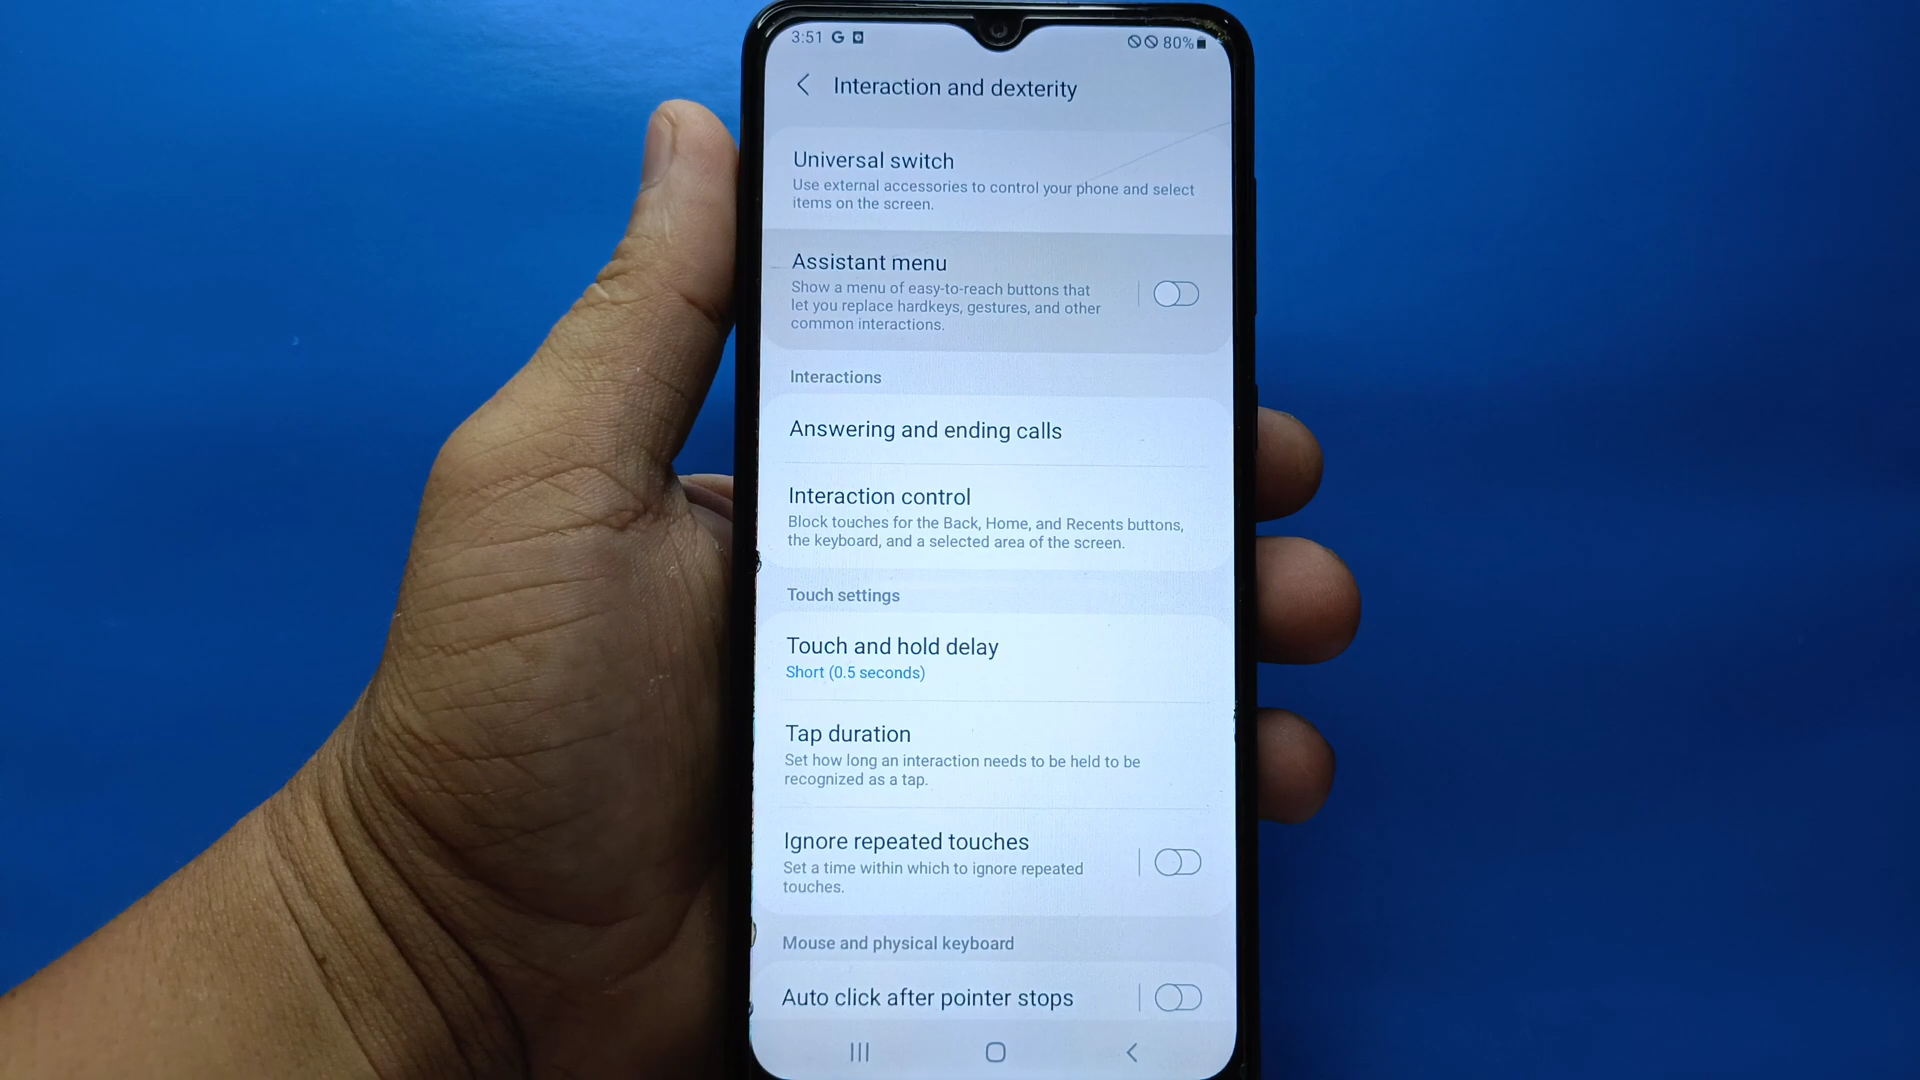 3:51 G 80%
Interaction and dexterity
Universal switch
Use external accessories to control your phone and select
items on the screen.
Assistant menu
Show a menu of easy-to-reach buttons that
let you replace hardkeys, gestures, and other
common interactions.
Interactions
Answering and ending calls
Interaction control
Block touches for the Back, Home, and Recents buttons,
the keyboard, and a selected area of the screen.
Touch settings
Touch and hold delay
Short (0.5 seconds)
Tap duration
Set how long an interaction needs to be held to be
recognized as a tap.
Ignore repeated touches
Set a time within which to ignore repeated
touches.
Mouse and physical keyboard
Auto click after pointer stops